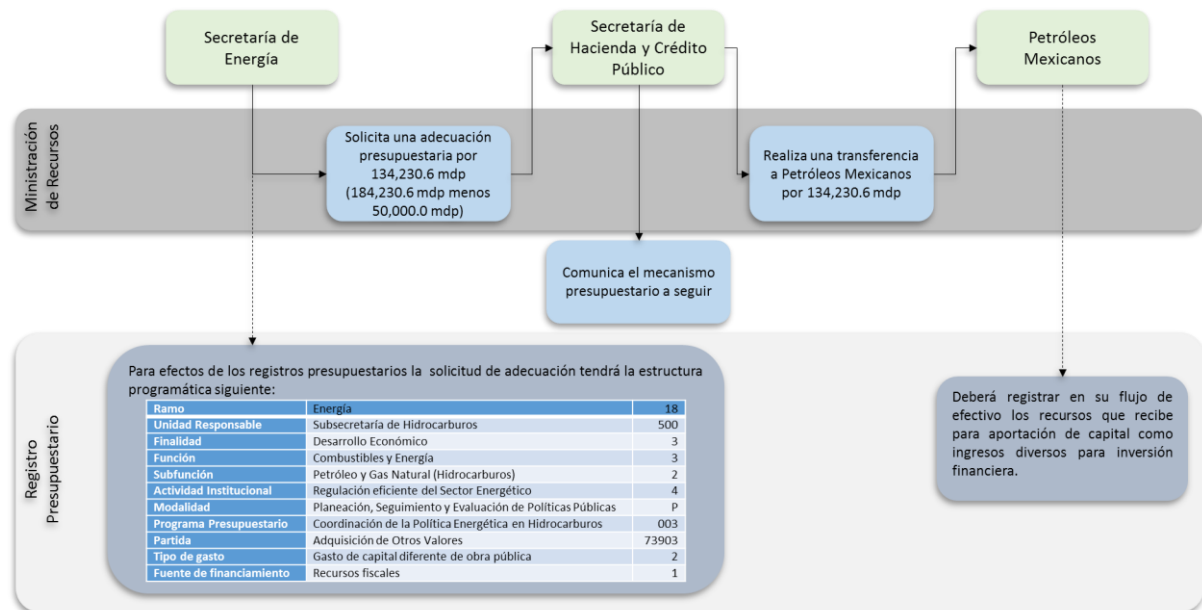 Secretaría de
Energía
Secretaría de
Hacienda y Crédito
Público
Petróleos
Mexicanos
Ministración
de Recursos
Solicita una adecuación
presupuestaria por
134,230.6 mdp
(184,230.6 mdp menos
50,000.0 mdp)
Realiza una transferencia
a Petróleos Mexicanos
por 134,230.6 mdp
Comunica el mecanismo
presupuestario a seguir
Registro
Presupuestario
Para efectos de los registros presupuestarios la solicitud de adecuación tendrá la estructura
programática siguiente:
Ramo Energía 18
Unidad Responsable Subsecretaría de Hidrocarburos 500
Finalidad Desarrollo Económico 3
Función Combustibles y Energía 3
Subfunción Petróleo y Gas Natural (Hidrocarburos) 2
Actividad Institucional Regulación eficiente del Sector Energético 4
Modalidad Planeación, Seguimiento y Evaluación de Políticas Públicas P
Programa Presupuestario Coordinación de la Política Energética en Hidrocarburos 003
Partida Adquisición de Otros Valores 73903
Tipo de gasto Gasto de capital diferente de obra pública 2
Fuente de financiamiento Recursos fiscales 1
Deberá registrar en su flujo de
efectivo los recursos que recibe
para aportación de capital como
ingresos diversos para inversión
financiera.